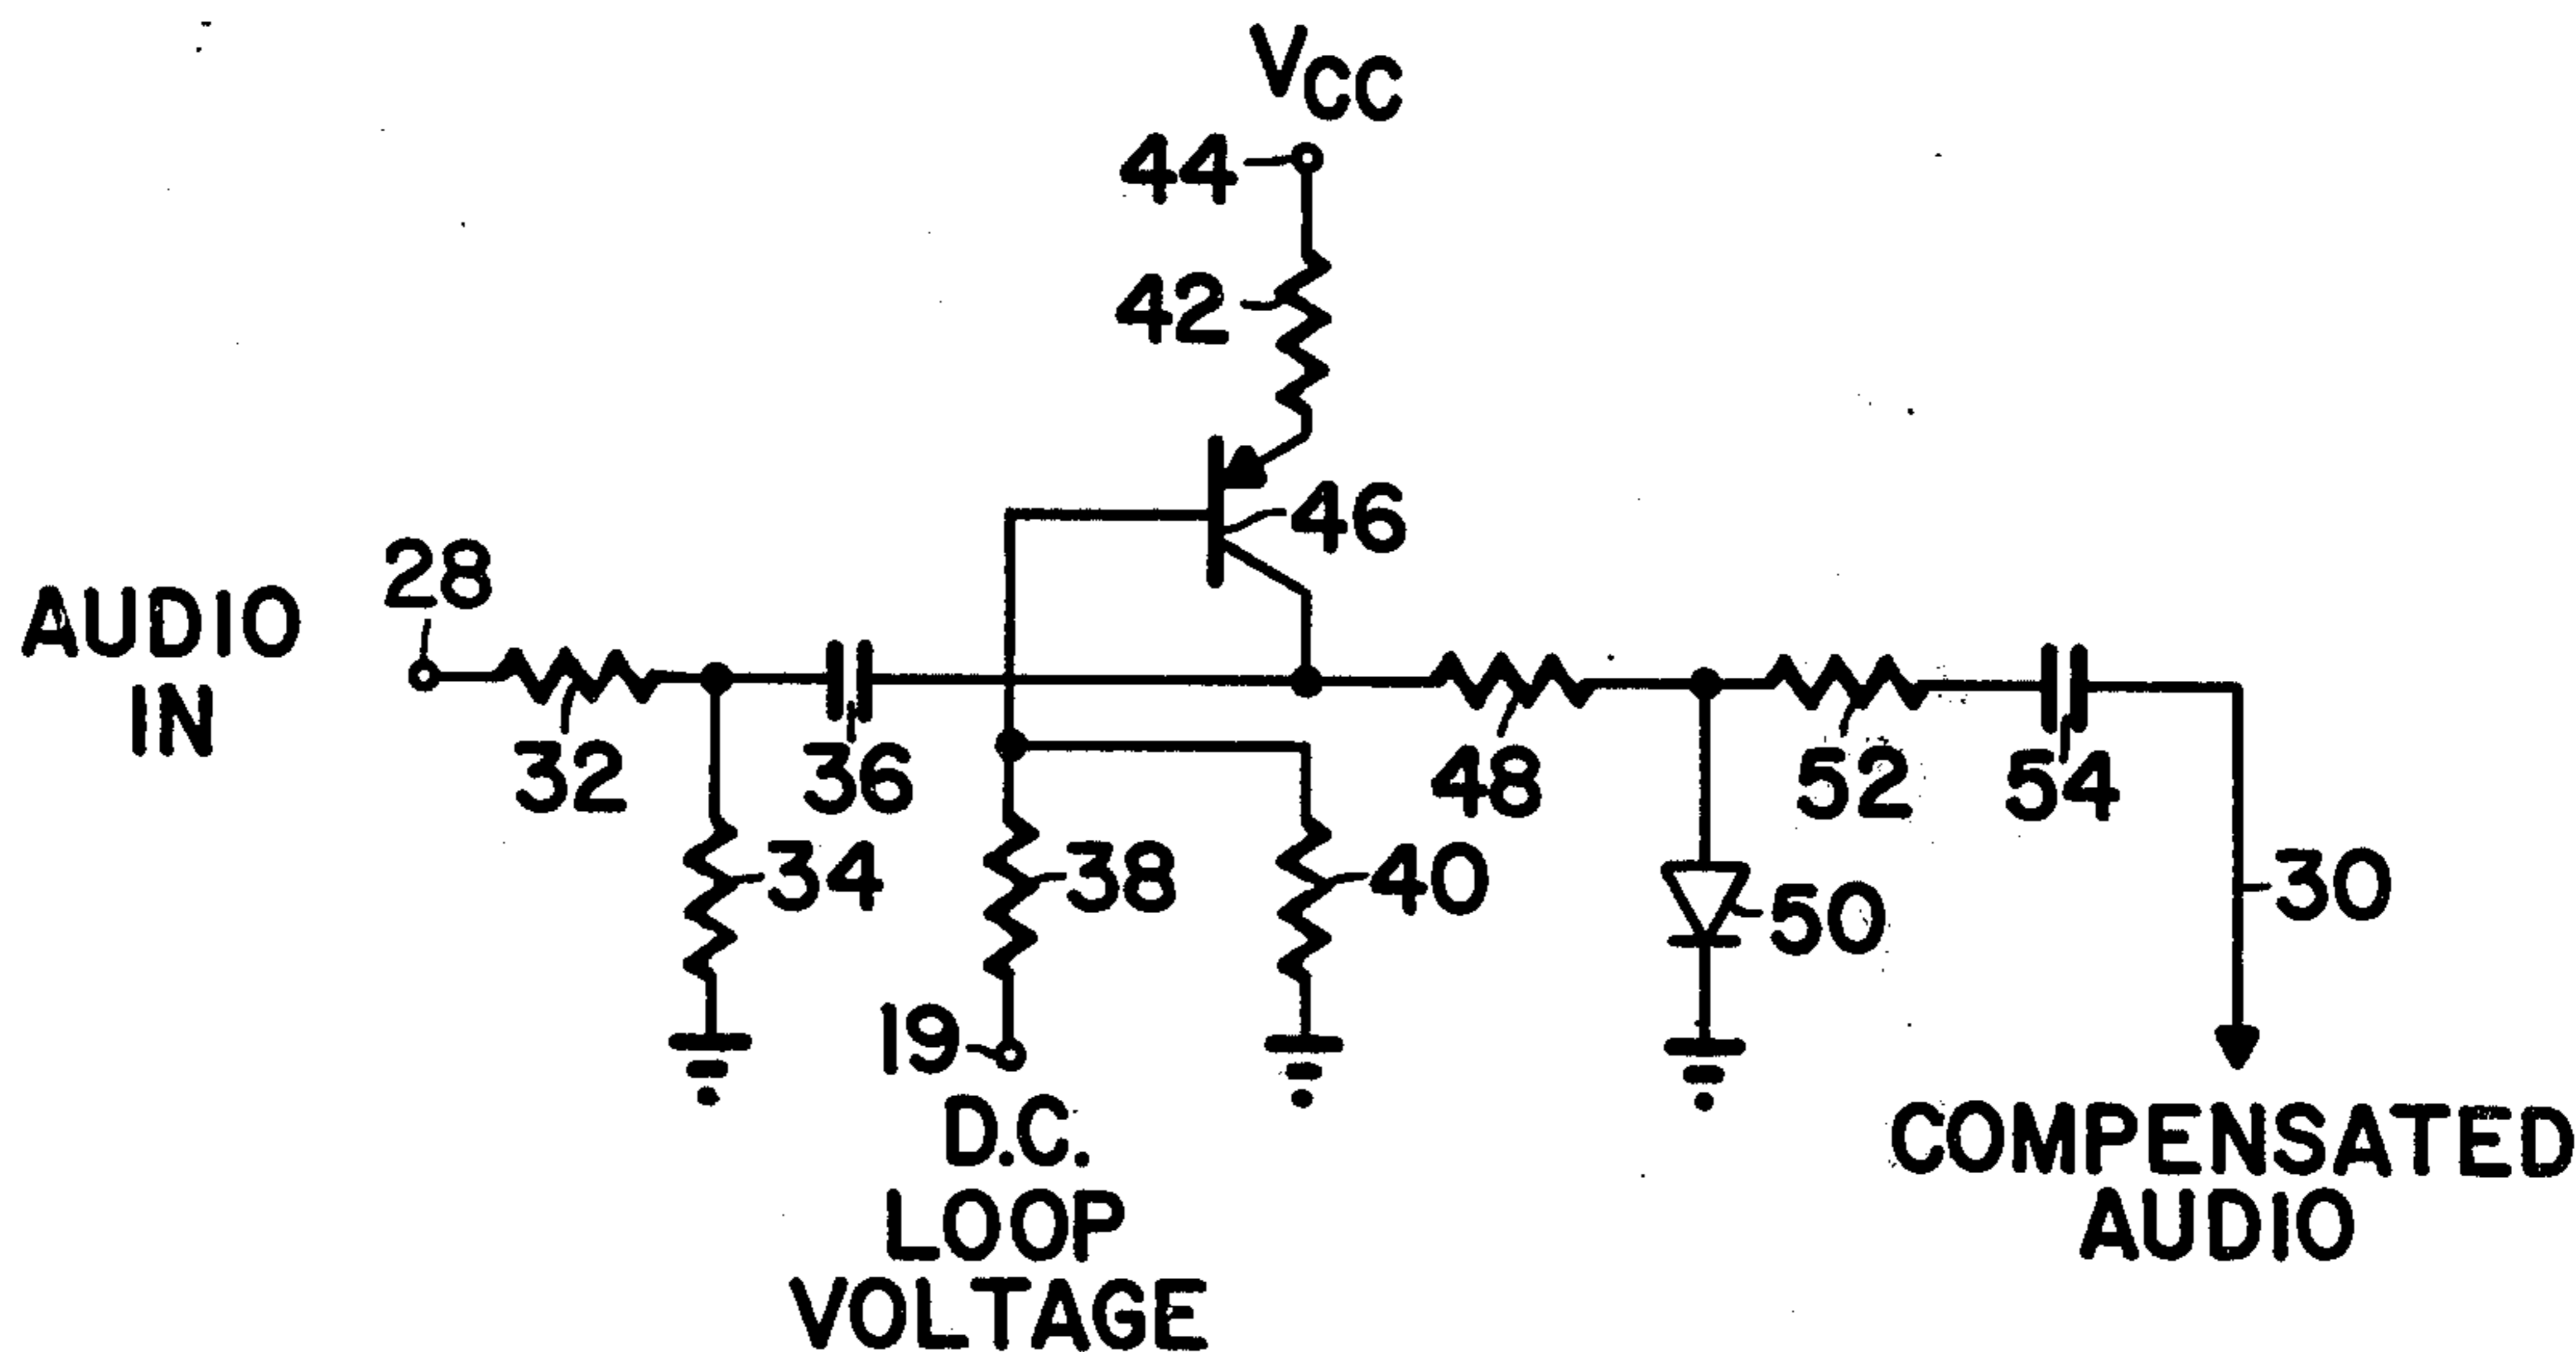 VCC
44
42
46
28
AUDIO
IN
32
36
48
52
54
34
38
40
50
30
19
D.C.
LOOP
VOLTAGE
COMPENSATED
AUDIO